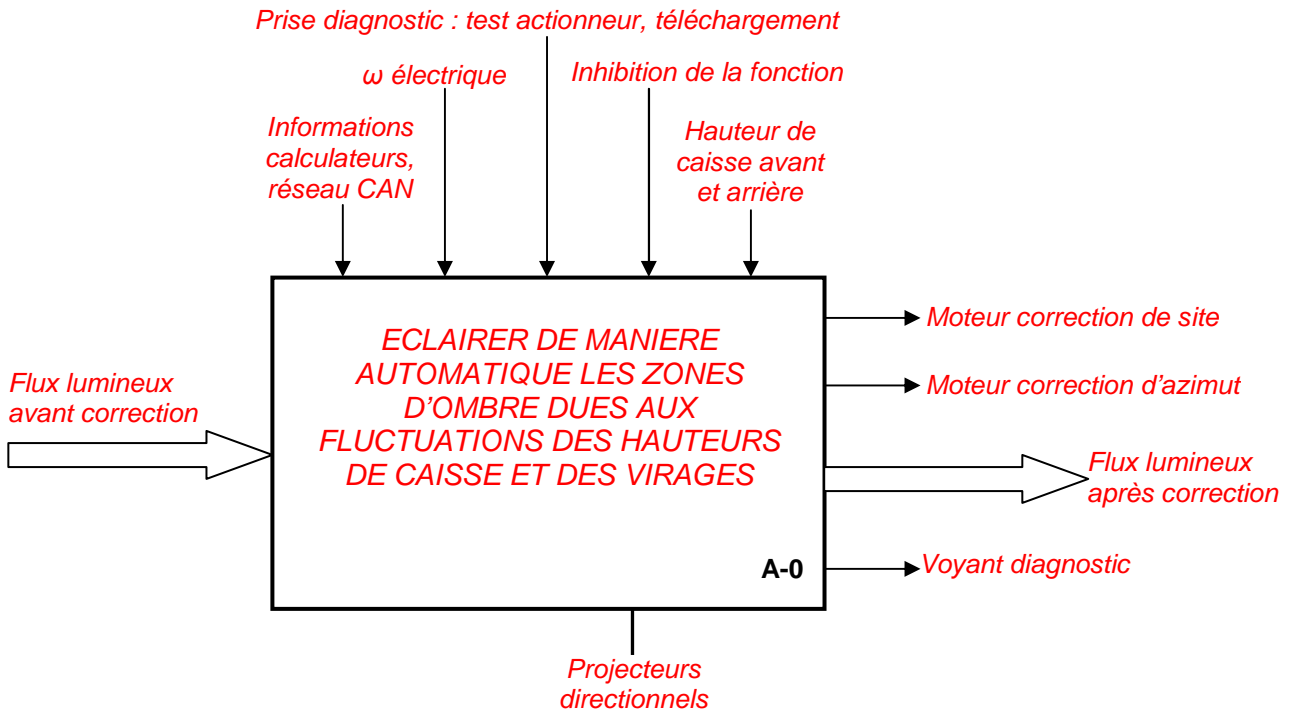 Prise diagnostic : test actionneur, téléchargement
ω électrique
Inhibition de la fonction
Informations
calculateurs,
réseau CAN
Hauteur de
caisse avant
et arrière
ECLAIRER DE MANIERE
AUTOMATIQUE LES ZONES
D’OMBRE DUES AUX
FLUCTUATIONS DES HAUTEURS
DE CAISSE ET DES VIRAGES
A-0
Flux lumineux
avant correction
Moteur correction de site
Moteur correction d’azimut
Flux lumineux
après correction
Voyant diagnostic
Projecteurs
directionnels